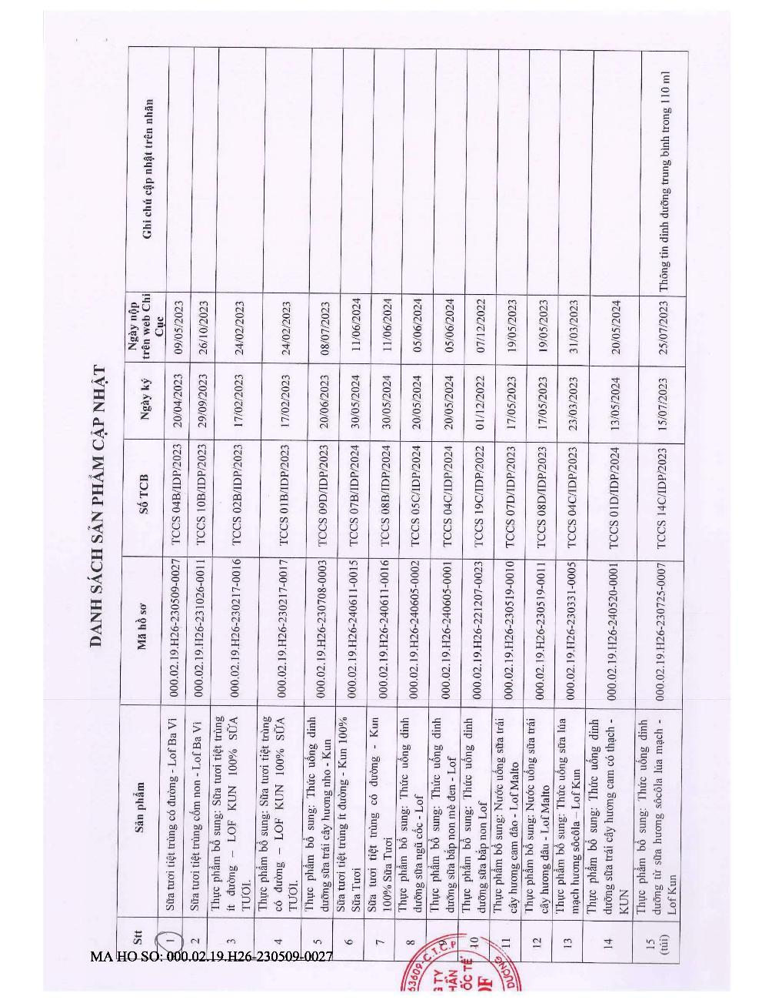 DANH SÁCH SẢN PHẨM CẬP NHẬT
Stt Sản phẩm Mã hồ sơ Số TCB Ngày ký Ngày nộp trên web Chi Cục Ghi chú cập nhật trên nhãn
1 Sữa tươi tiệt trùng có đường - Lof Ba Vì 000.02.19.H26-230509-0027 TCCS 04B/IDP/2023 20/04/2023 09/05/2023
2 Sữa tươi tiệt trùng cốm non - Lof Ba Vì 000.02.19.H26-231026-0011 TCCS 10B/IDP/2023 29/09/2023 26/10/2023
3 Thực phẩm bổ sung: Sữa tươi tiệt trùng
ít đường – LOF KUN 100% SỮA
TƯƠI. 000.02.19.H26-230217-0016 TCCS 02B/IDP/2023 17/02/2023 24/02/2023
4 Thực phẩm bổ sung: Sữa tươi tiệt trùng
có đường – LOF KUN 100% SỮA
TƯƠI. 000.02.19.H26-230217-0017 TCCS 01B/IDP/2023 17/02/2023 24/02/2023
5 Thực phẩm bổ sung: Thức uống dinh
dưỡng sữa trái cây hương nho - Kun 000.02.19.H26-230708-0003 TCCS 09D/IDP/2023 20/06/2023 08/07/2023
6 Sữa tươi tiệt trùng ít đường - Kun 100%
Sữa Tươi 000.02.19.H26-240611-0015 TCCS 07B/IDP/2024 30/05/2024 11/06/2024
7 Sữa tươi tiệt trùng có đường - Kun
100% Sữa Tươi 000.02.19.H26-240611-0016 TCCS 08B/IDP/2024 30/05/2024 11/06/2024
8 Thực phẩm bổ sung: Thức uống dinh
dưỡng sữa ngũ cốc - Lof 000.02.19.H26-240605-0002 TCCS 05C/IDP/2024 20/05/2024 05/06/2024
9 Thực phẩm bổ sung: Thức uống dinh
dưỡng sữa bắp non mè đen - Lof 000.02.19.H26-240605-0001 TCCS 04C/IDP/2024 20/05/2024 05/06/2024
10 Thực phẩm bổ sung: Thức uống dinh
dưỡng sữa bắp non Lof 000.02.19.H26-221207-0023 TCCS 19C/IDP/2022 01/12/2022 07/12/2022
11 Thực phẩm bổ sung: Nước uống sữa trái
cây hương cam đào - Lof Malto 000.02.19.H26-230519-0010 TCCS 07D/IDP/2023 17/05/2023 19/05/2023
12 Thực phẩm bổ sung: Nước uống sữa trái
cây hương dâu - Lof Malto 000.02.19.H26-230519-0011 TCCS 08D/IDP/2023 17/05/2023 19/05/2023
13 Thực phẩm bổ sung: Thức uống sữa lúa
mạch hương sôcôla – Lof Kun 000.02.19.H26-230331-0005 TCCS 04C/IDP/2023 23/03/2023 31/03/2023
14 Thực phẩm bổ sung: Thức uống dinh
dưỡng sữa trái cây hương cam có thạch -
KUN 000.02.19.H26-240520-0001 TCCS 01D/IDP/2024 13/05/2024 20/05/2024
15 (túi) Thực phẩm bổ sung: Thức uống dinh
dưỡng từ sữa hương sôcôla lúa mạch -
Lof Kun 000.02.19.H26-230725-0007 TCCS 14C/IDP/2023 15/07/2023 25/07/2023 Thông tin dinh dưỡng trung bình trong 110 ml
MA HO SO: 000.02.19.H26-230509-0027
63609-C.T.C.P
TY
HẦN
ỐC TẾ
OF
DƯƠNG